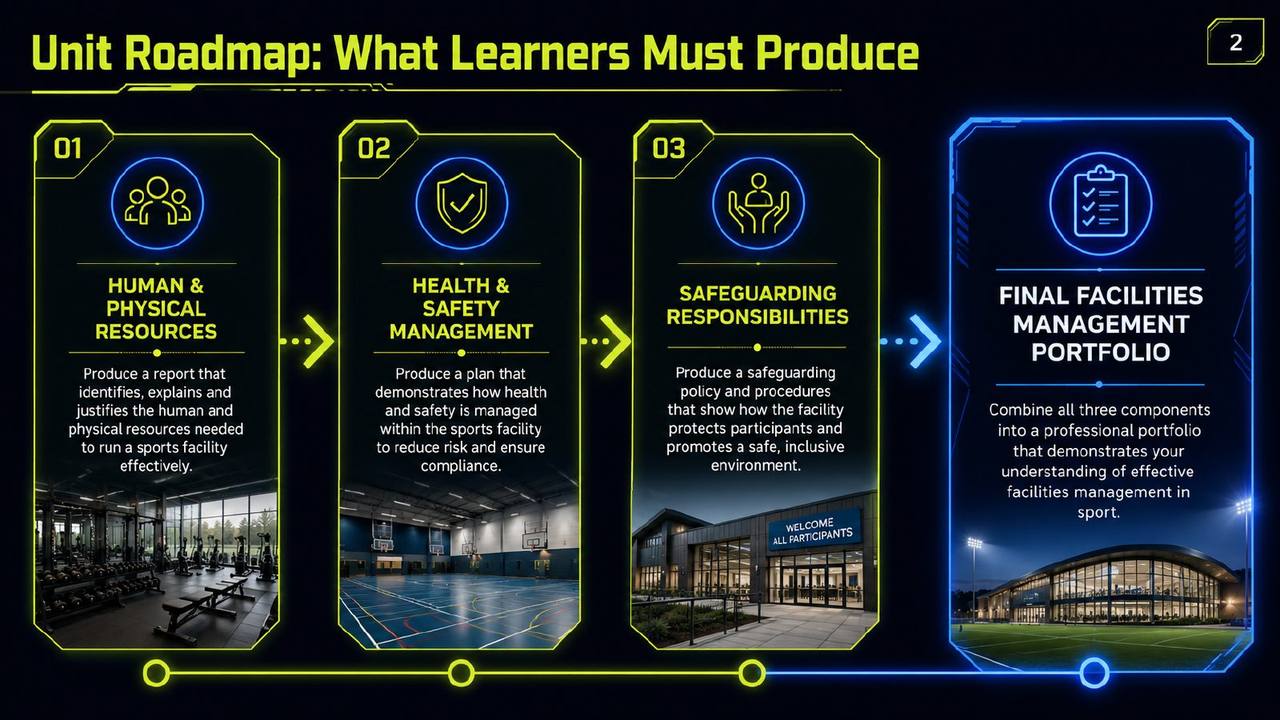 Unit Roadmap: What Learners Must Produce
2
01
HUMAN &
PHYSICAL
RESOURCES
Produce a report that
identifies, explains and
justifies the human and
physical resources needed
to run a sports facility
effectively.
02
HEALTH &
SAFETY
MANAGEMENT
Produce a plan that
demonstrates how health
and safety is managed
within the sports facility
to reduce risk and ensure
compliance.
03
SAFEGUARDING
RESPONSIBILITIES
Produce a safeguarding
policy and procedures
that show how the facility
protects participants and
promotes a safe, inclusive
environment.
WELCOME
ALL PARTICIPANTS
FINAL FACILITIES
MANAGEMENT
PORTFOLIO
Combine all three components
into a professional portfolio
that demonstrates your
understanding of effective
facilities management in
sport.